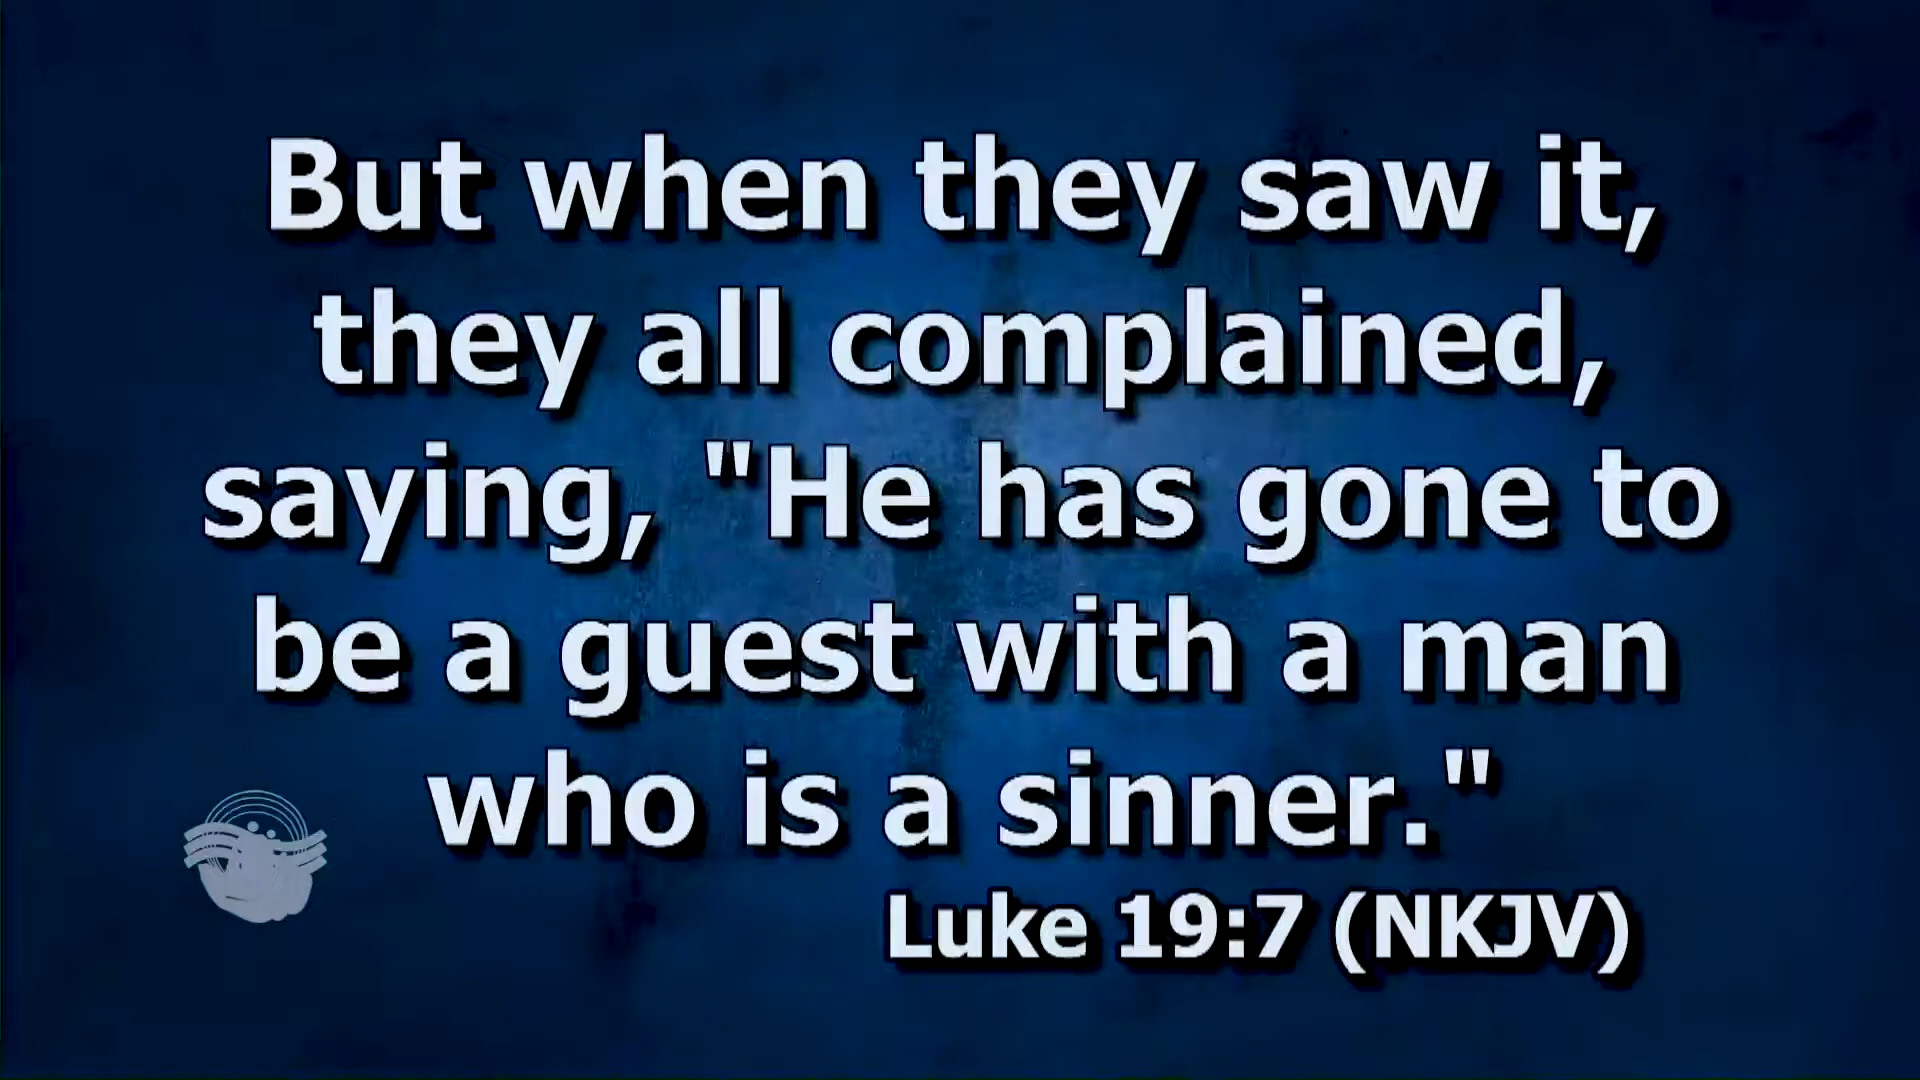 But when they saw it,
they all complained,
saying, "He has gone to
be a guest with a man
who is a sinner."
Luke 19:7 (NKJV)